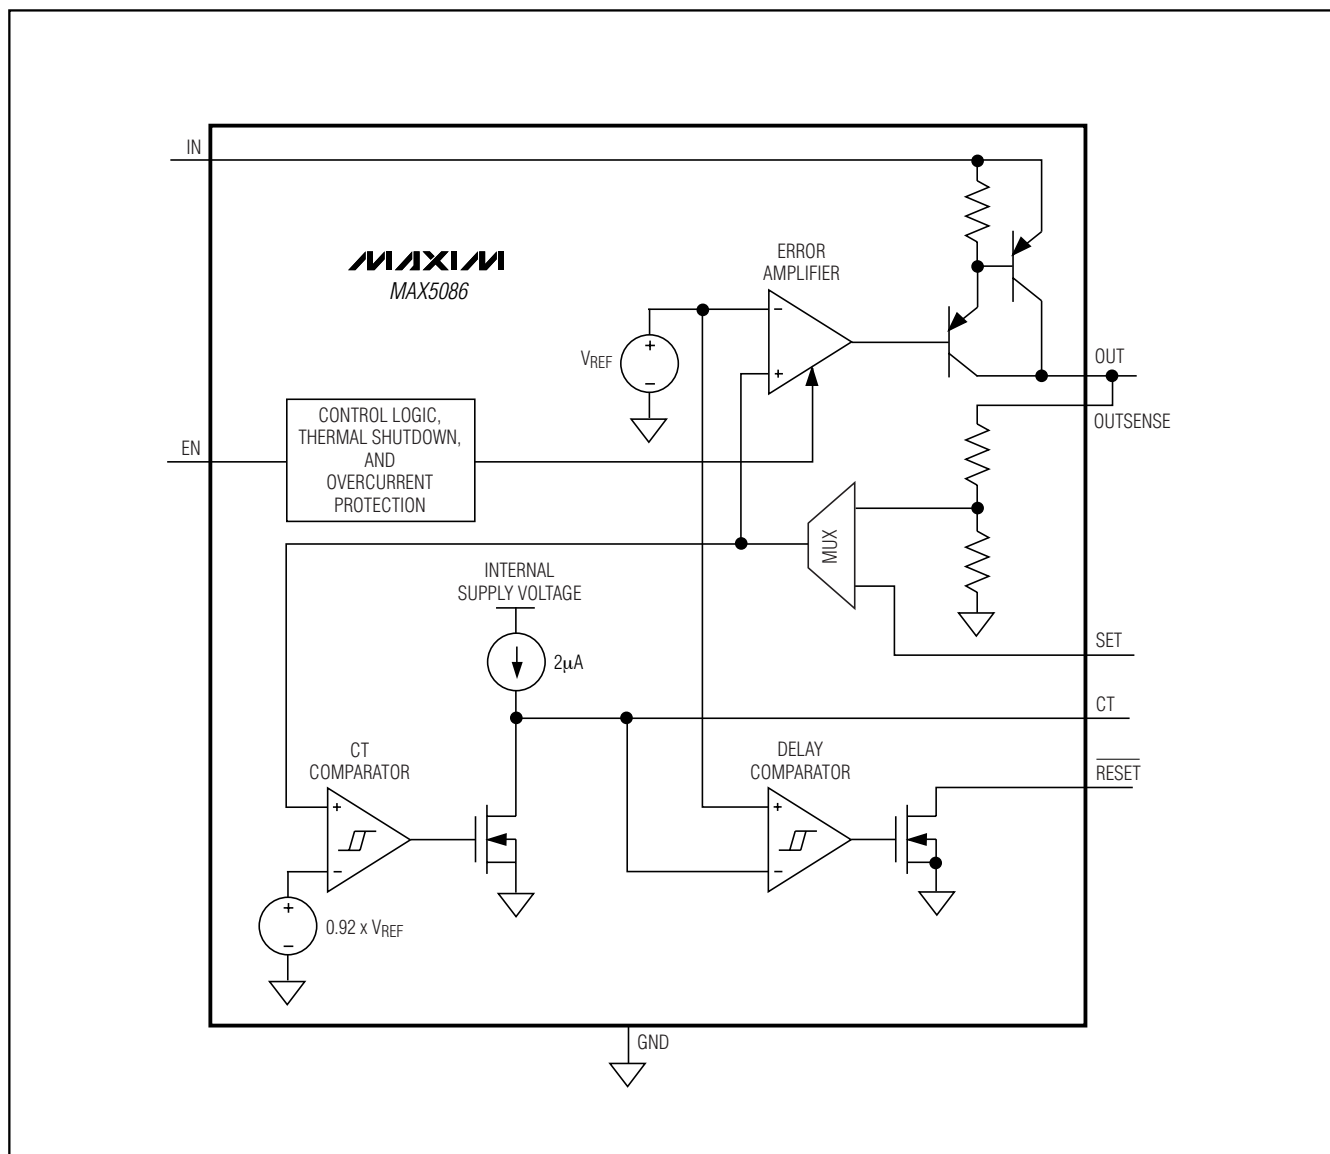 IN
MAXIM
MAX5086
ERROR
AMPLIFIER
−
+
VREF
+
−
OUT
OUTSENSE
CONTROL LOGIC,
THERMAL SHUTDOWN,
AND
OVERCURRENT
PROTECTION
EN
MUX
INTERNAL
SUPPLY VOLTAGE
2µA
SET
CT
CT
COMPARATOR
+
−
DELAY
COMPARATOR
+
−
RESET
+
−
0.92 x VREF
GND